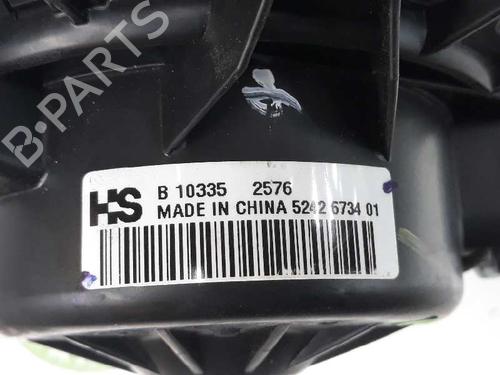 B-PARTS
HS
B 10335 2576
MADE IN CHINA 5242 6734 01